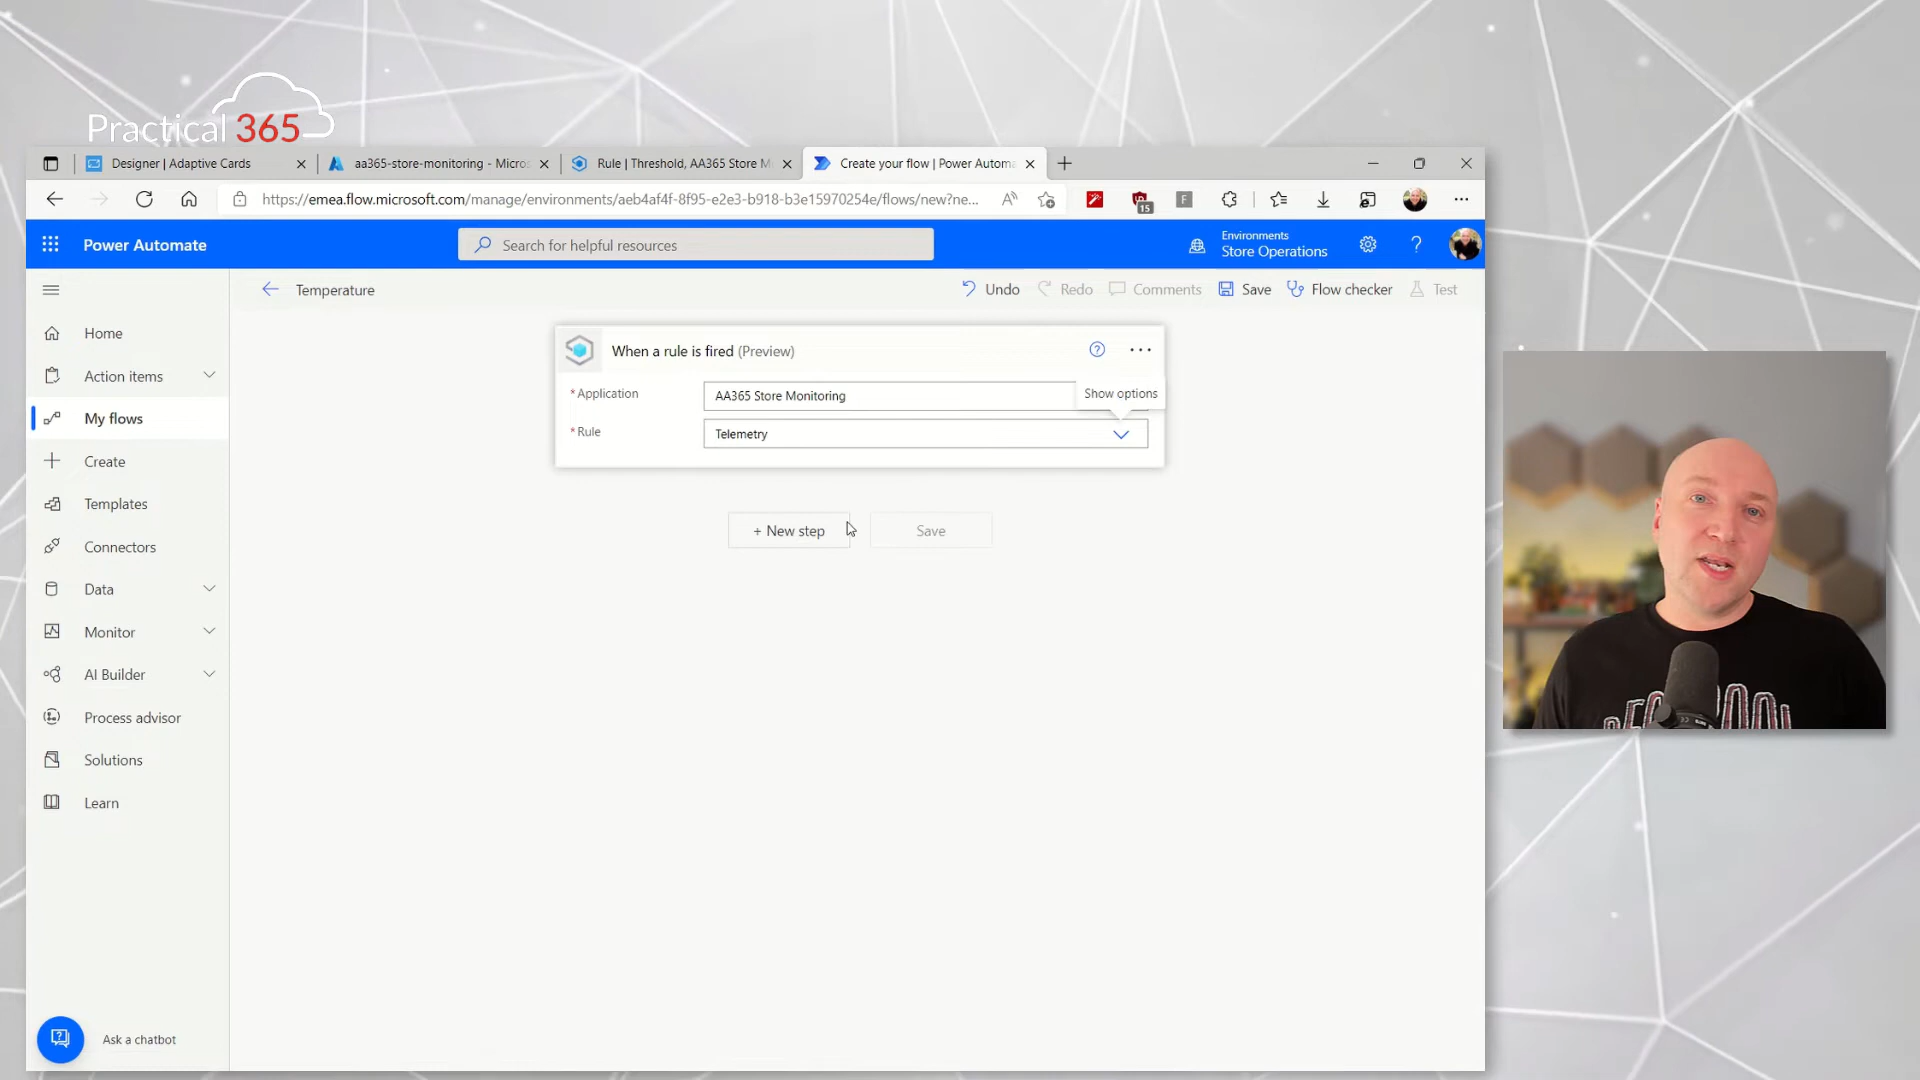 Practical 365
Designer | Adaptive Cards
aa365-store-monitoring - Micros
Rule | Threshold, AA365 Store M
Create your flow | Power Automa
https://emea.flow.microsoft.com/manage/environments/aeb4af4f-8f95-e2e3-b918-b3e15970254e/flows/new?ne...
15
F
Power Automate
Search for helpful resources
Environments
Store Operations
Temperature
Undo
Redo
Comments
Save
Flow checker
Test
Home
Action items
My flows
Create
Templates
Connectors
Data
Monitor
AI Builder
Process advisor
Solutions
Learn
Ask a chatbot
When a rule is fired (Preview)
* Application
AA365 Store Monitoring
Show options
* Rule
Telemetry
+ New step
Save